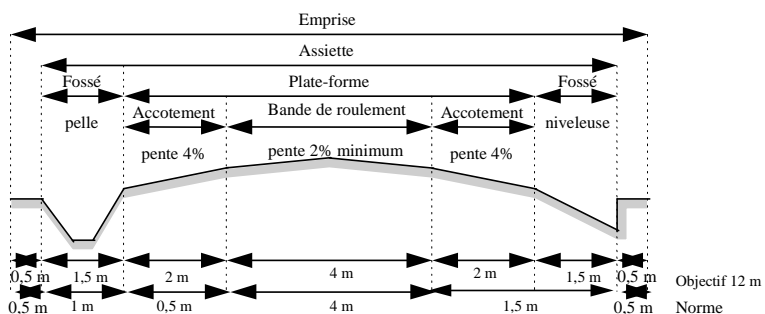 Emprise
Assiette
Fossé Plate-forme Fossé
pelle Accotement Bande de roulement Accotement niveleuse
pente 4% pente 2% minimum pente 4%
0,5 m 1,5 m 2 m 4 m 2 m 1,5 m 0,5 m Objectif 12 m
0,5 m 1 m 0,5 m 4 m 1,5 m 0,5 m Norme